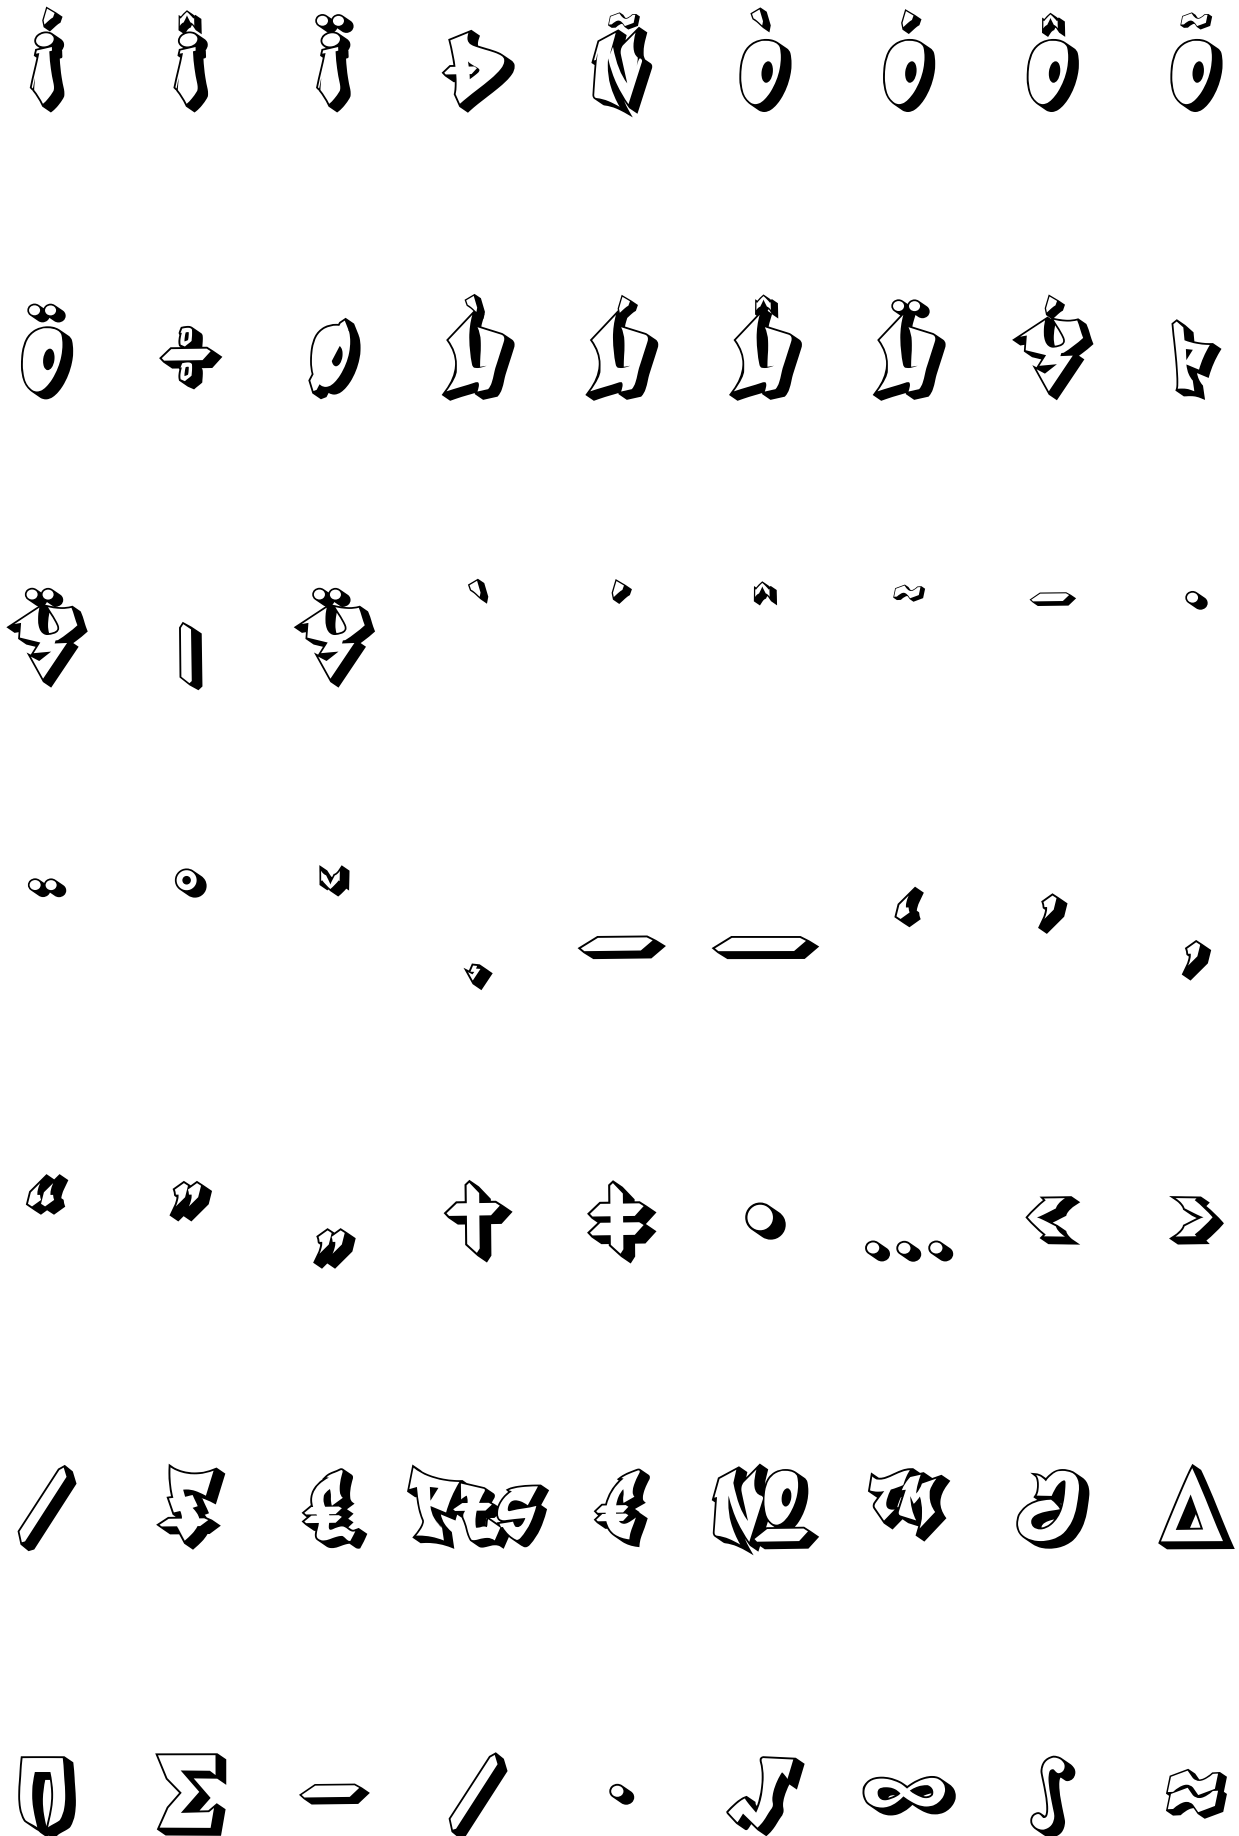 í î ï Þ Ñ ò ó ô õ
ö ÷ ø ù ú û ü ý þ
ÿ ı Ÿ ` ´ ˆ ˜ ¯ ˙
¨ ˚ ˇ ¸ – — ‘ ’ ‚
“ ” „ † ‡ • … ‹ ›
⁄ ₣ ₤ ₧ € № ™ ∂ ∆
∏ ∑ − ∕ ∙ √ ∞ ∫ ≈